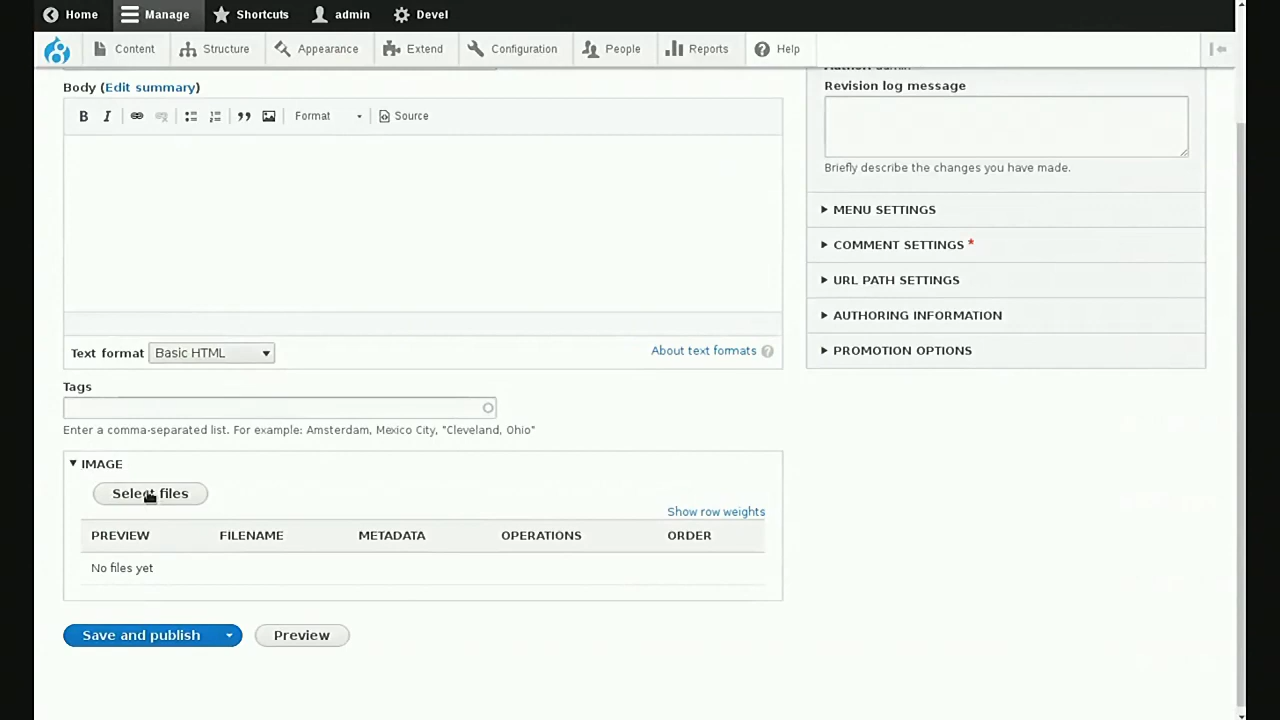 Home Manage Shortcuts admin Devel
Content Structure Appearance Extend Configuration People Reports Help
Body (Edit summary)
Format Source
Text format Basic HTML About text formats ?
Tags
Enter a comma-separated list. For example: Amsterdam, Mexico City, "Cleveland, Ohio"
IMAGE
Select files
Show row weights
PREVIEW FILENAME METADATA OPERATIONS ORDER
No files yet
Save and publish Preview
Revision log message
Briefly describe the changes you have made.
MENU SETTINGS
COMMENT SETTINGS *
URL PATH SETTINGS
AUTHORING INFORMATION
PROMOTION OPTIONS